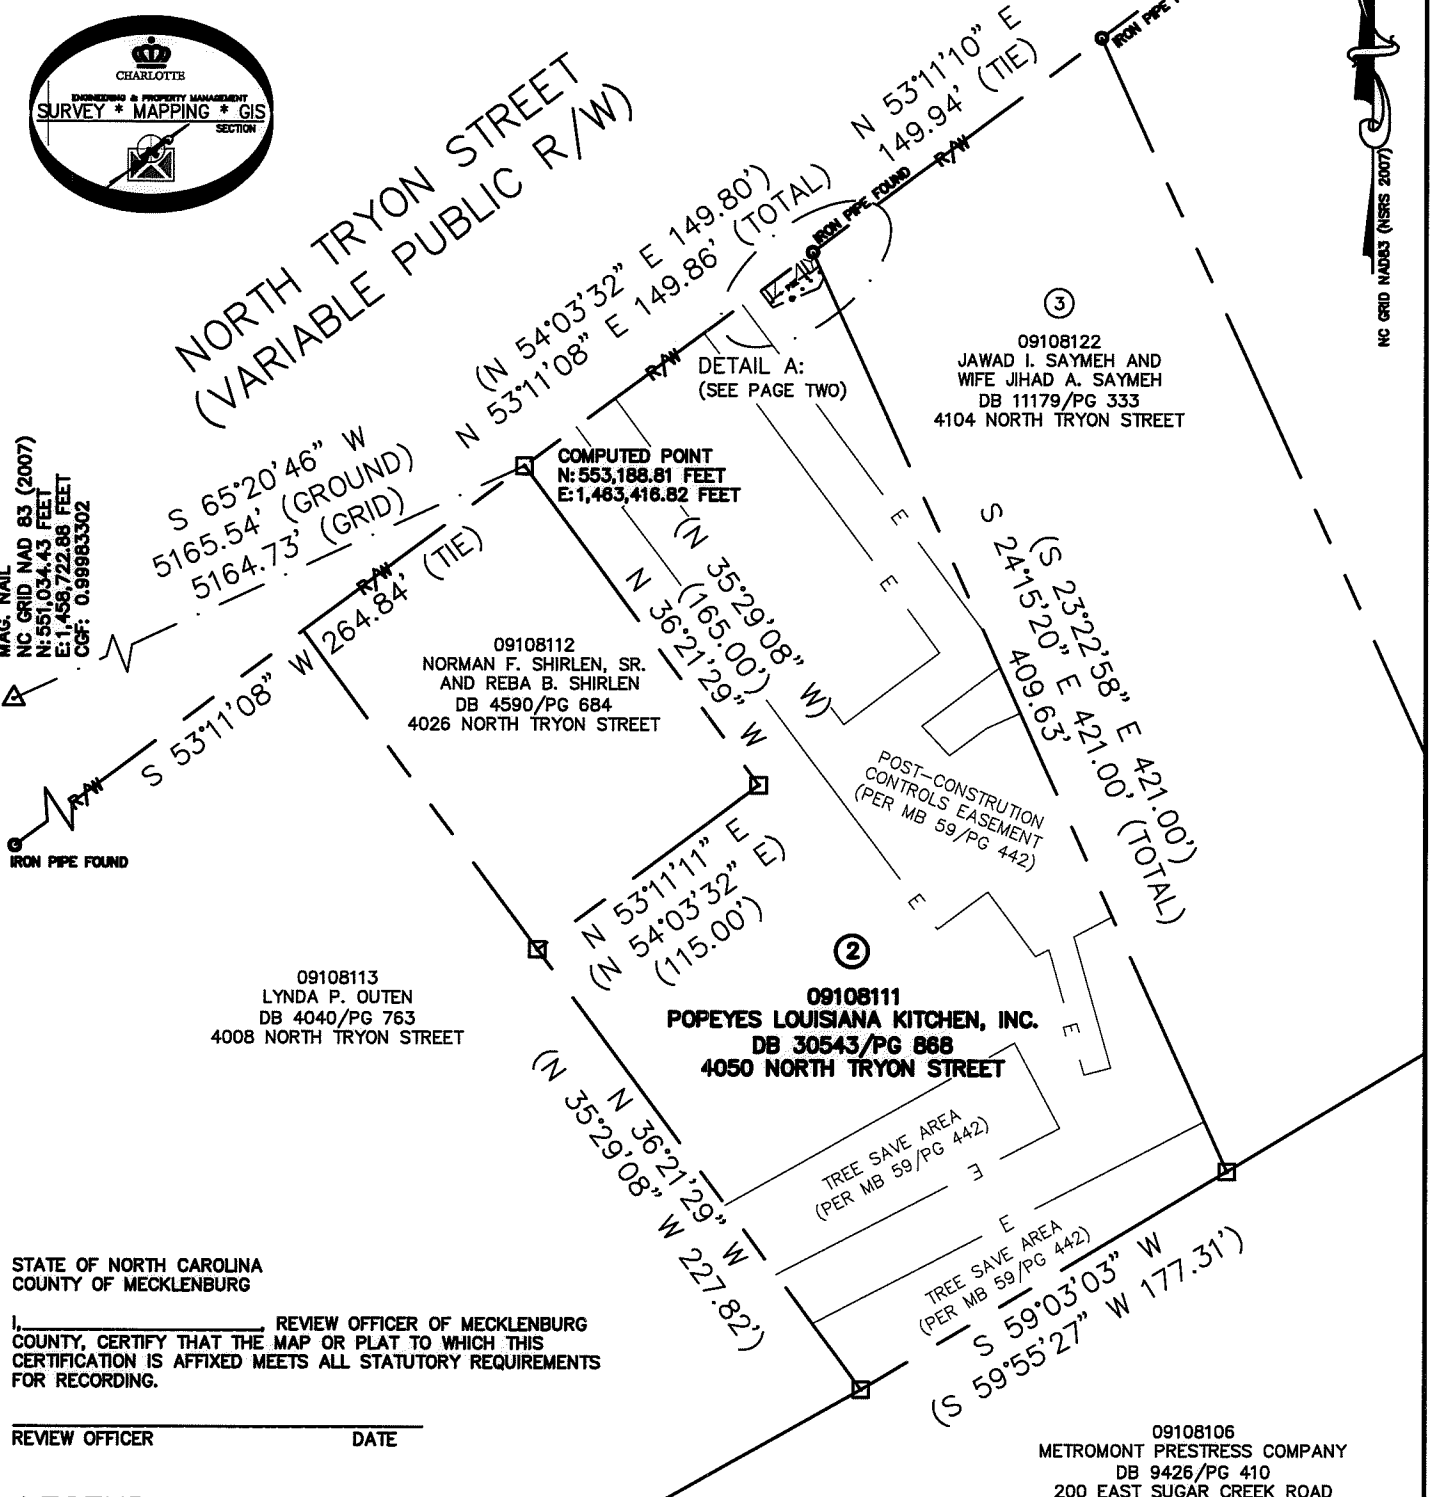 CHARLOTTE
ENGINEERING & PROPERTY MANAGEMENT
SURVEY * MAPPING * GIS
SECTION
NORTH TRYON STREET
(VARIABLE PUBLIC R/W)
N 53°11'10" E
149.94' (TIE)
R/W
IRON PIPE
IRON PIPE FOUND
NC GRID NAD83 (NSRS 2007)
(N 54°03'32" E 149.80')
N 53°11'08" E 149.86' (TOTAL)
R/W
DETAIL A:
(SEE PAGE TWO)
3
09108122
JAWAD I. SAYMEH AND
WIFE JIHAD A. SAYMEH
DB 11179/PG 333
4104 NORTH TRYON STREET
MAG. NAIL
NC GRID NAD 83 (2007)
N:551,034.43 FEET
E:1,458,722.88 FEET
CGF: 0.99983302
S 65°20'46" W
5165.54' (GROUND)
5164.73' (GRID)
COMPUTED POINT
N:553,188.81 FEET
E:1,463,416.82 FEET
R/W
S 53°11'08" W 264.84' (TIE)
R/W
IRON PIPE FOUND
09108112
NORMAN F. SHIRLEN, SR.
AND REBA B. SHIRLEN
DB 4590/PG 684
4026 NORTH TRYON STREET
(N 35°29'08" W)
(165.00')
N 36°21'29" W
E
E
(S 23°22'58" E 421.00')
S 24°15'20" E 421.00' (TOTAL)
409.63'
POST-CONSTRUTION
CONTROLS EASEMENT
(PER MB 59/PG 442)
E
N 53°11'11" E
(N 54°03'32" E)
(115.00')
2
09108111
POPEYES LOUISIANA KITCHEN, INC.
DB 30543/PG 868
4050 NORTH TRYON STREET
E
09108113
LYNDA P. OUTEN
DB 4040/PG 763
4008 NORTH TRYON STREET
N 36°21'29" W
(N 35°29'08" W 227.82')
TREE SAVE AREA
(PER MB 59/PG 442)
E
E
TREE SAVE AREA
(PER MB 59/PG 442)
S 59°03'03" W
(S 59°55'27" W 177.31')
STATE OF NORTH CAROLINA
COUNTY OF MECKLENBURG
I,____________________, REVIEW OFFICER OF MECKLENBURG
COUNTY, CERTIFY THAT THE MAP OR PLAT TO WHICH THIS
CERTIFICATION IS AFFIXED MEETS ALL STATUTORY REQUIREMENTS
FOR RECORDING.
REVIEW OFFICER DATE
09108106
METROMONT PRESTRESS COMPANY
DB 9426/PG 410
200 EAST SUGAR CREEK ROAD